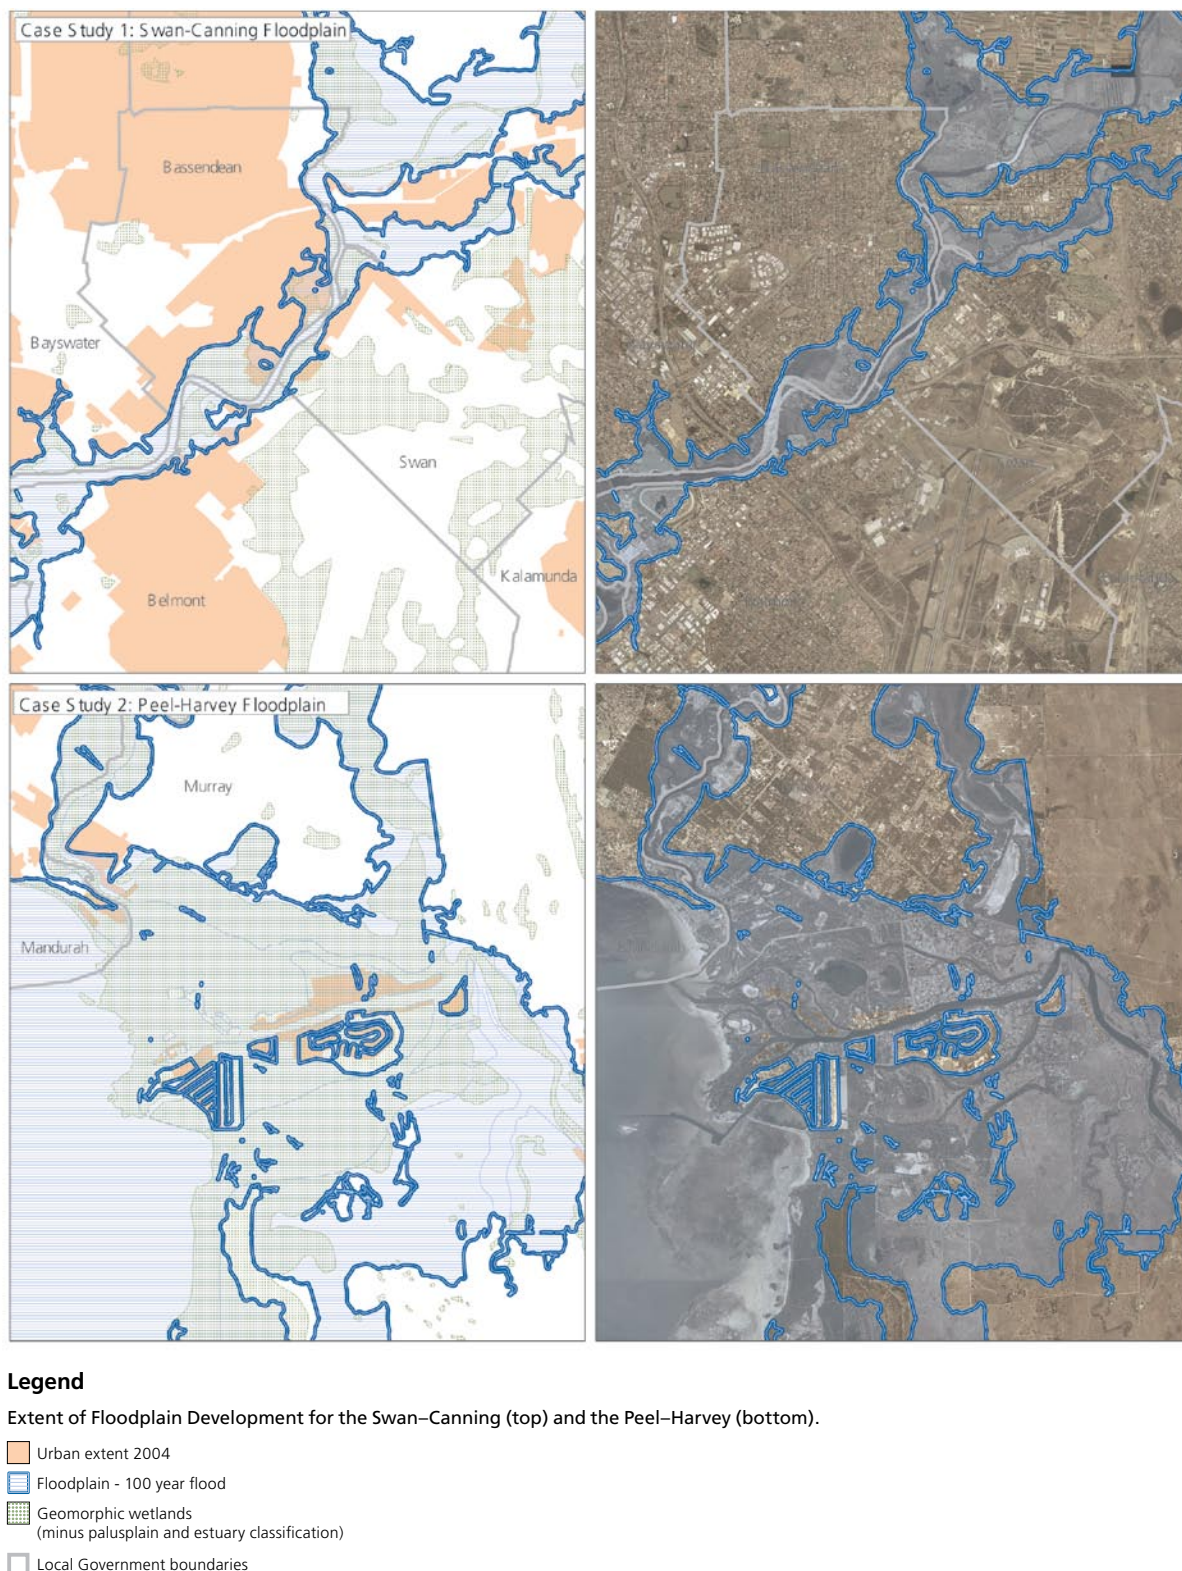 Case Study 1: Swan-Canning Floodplain
Bassendean
Bayswater
Swan
Kalamunda
Belmont
Case Study 2: Peel-Harvey Floodplain
Murray
Mandurah
Legend
Extent of Floodplain Development for the Swan–Canning (top) and the Peel–Harvey (bottom).
Urban extent 2004
Floodplain - 100 year flood
Geomorphic wetlands
(minus palusplain and estuary classification)
Local Government boundaries